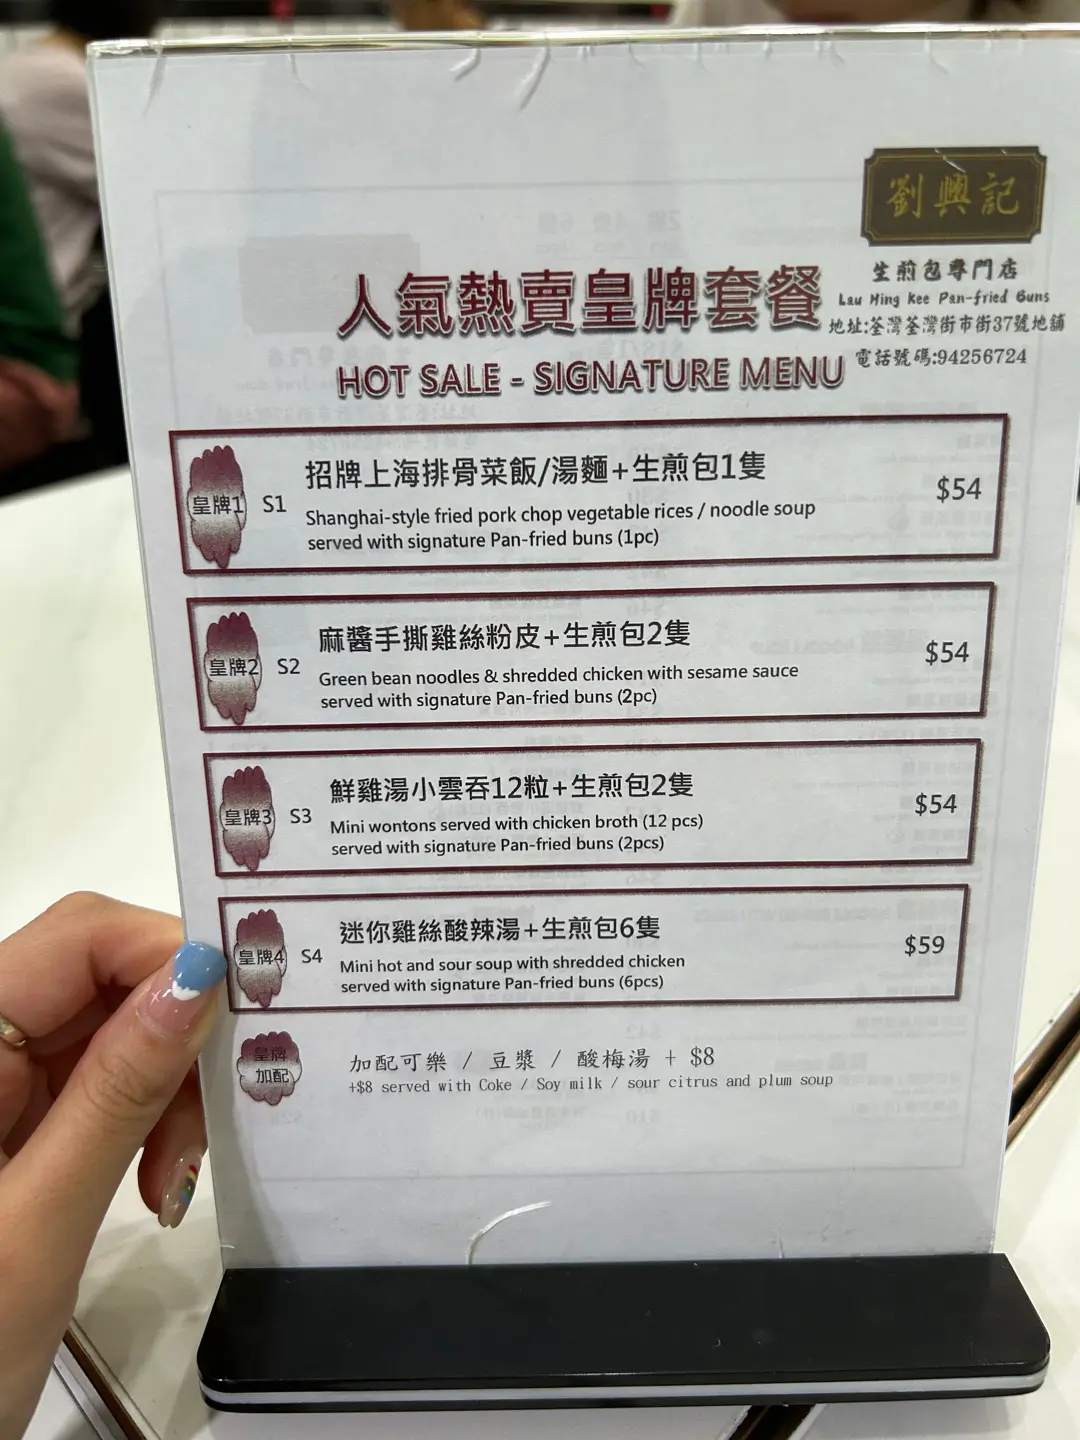 劉興記
生煎包專門店
Lau Hing Kee Pan-fried Buns
地址:荃灣荃灣街市街37號地舖
電話號碼:94256724
人氣熱賣皇牌套餐
HOT SALE - SIGNATURE MENU
皇牌1 S1 招牌上海排骨菜飯/湯麵+生煎包1隻 $54
Shanghai-style fried pork chop vegetable rices / noodle soup
served with signature Pan-fried buns (1pc)
皇牌2 S2 麻醬手撕雞絲粉皮+生煎包2隻 $54
Green bean noodles & shredded chicken with sesame sauce
served with signature Pan-fried buns (2pc)
皇牌3 S3 鮮雞湯小雲吞12粒+生煎包2隻 $54
Mini wontons served with chicken broth (12 pcs)
served with signature Pan-fried buns (2pcs)
皇牌4 S4 迷你雞絲酸辣湯+生煎包6隻 $59
Mini hot and sour soup with shredded chicken
served with signature Pan-fried buns (6pcs)
皇牌
加配
加配可樂 / 豆漿 / 酸梅湯 + $8
+$8 served with Coke / Soy milk / sour citrus and plum soup